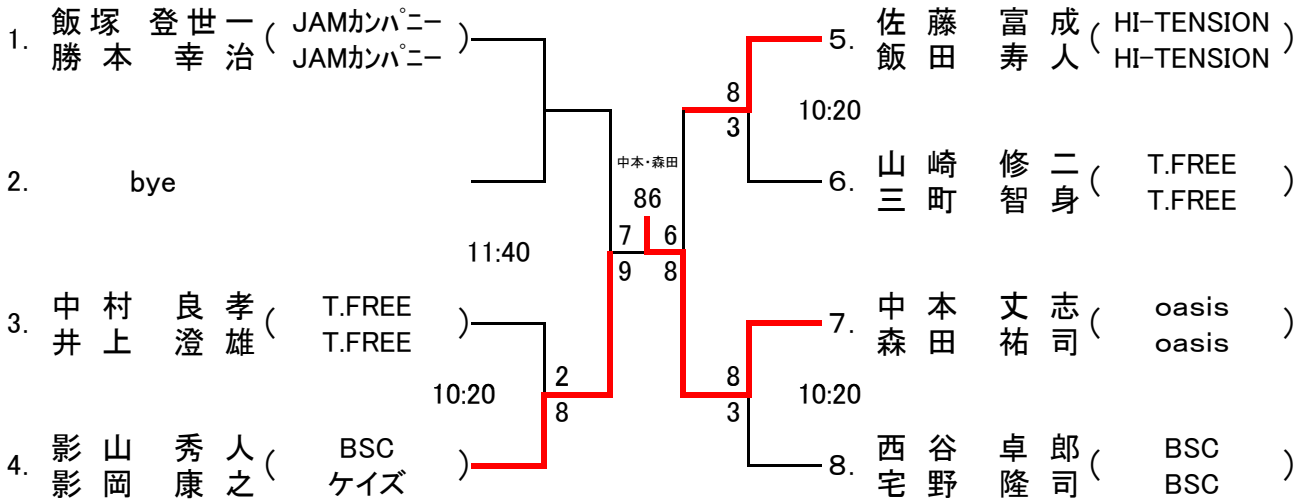 1. 飯塚 登世一 ( JAMカンパニー )
勝本 幸治 JAMカンパニー
2. bye
11:40
3. 中村 良孝 ( T.FREE )
井上 澄雄 T.FREE
10:20
2
8
4. 影山 秀人 ( BSC )
影岡 康之 ケイズ
中本・森田
86
7 6
9 8
5. 佐藤 富成 ( HI-TENSION )
飯田 寿人 HI-TENSION
8
3
10:20
6. 山崎 修二 ( T.FREE )
三町 智身 T.FREE
7. 中本 丈志 ( oasis )
森田 祐司 oasis
8
3
10:20
8. 西谷 卓郎 ( BSC )
宅野 隆司 BSC